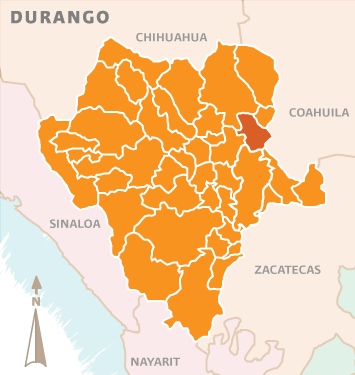 DURANGO
CHIHUAHUA
COAHUILA
SINALOA
ZACATECAS
N
NAYARIT